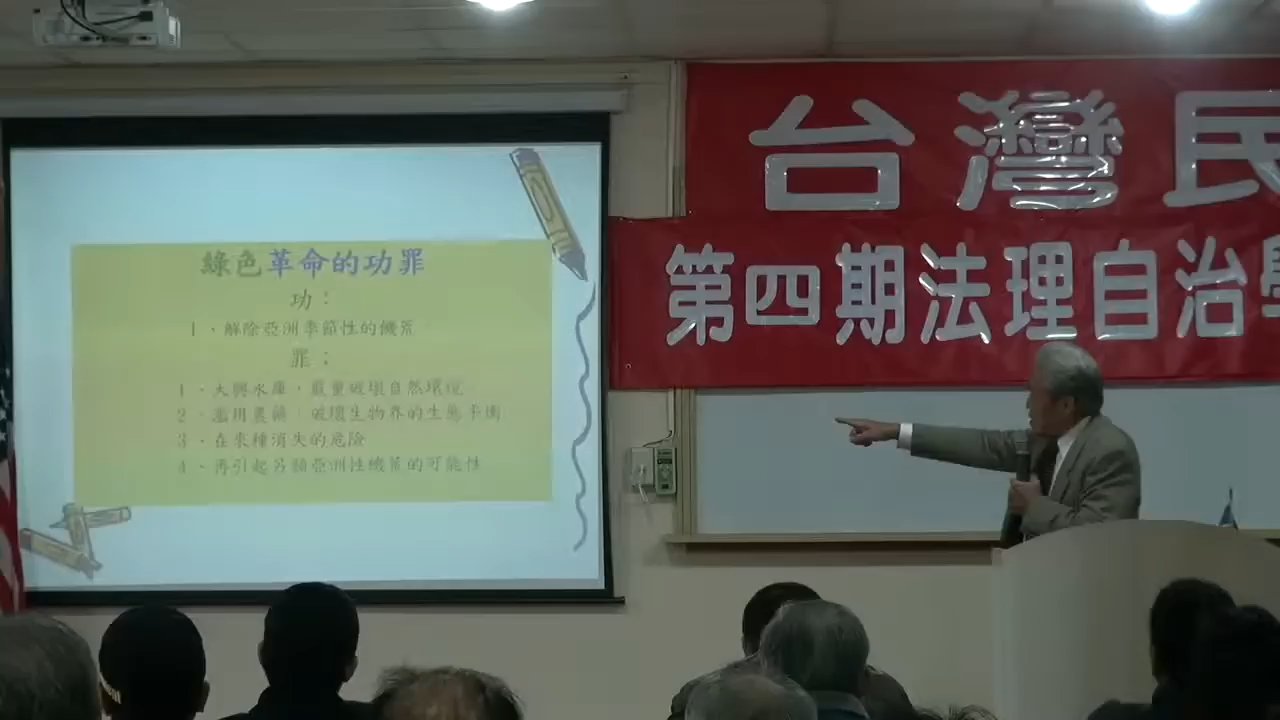 綠色革命的功罪
功：
1、解除亞洲季節性的饑荒
罪：
1、大興水庫，嚴重破壞自然環境
2、濫用農藥，破壞生物界的生態平衡
3、在來種消失的危險
4、再引起另類亞洲性饑荒的可能性
台灣民
第四期法理自治學